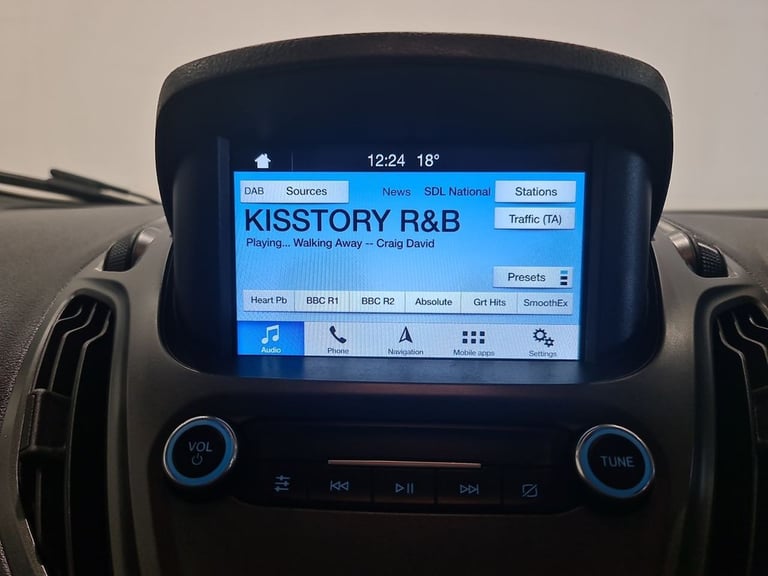 12:24 18°
DAB Sources News SDL National Stations
KISSTORY R&B Traffic (TA)
Playing... Walking Away -- Craig David
Presets
Heart Pb BBC R1 BBC R2 Absolute Grt Hits SmoothEx
Audio Phone Navigation Mobile apps Settings
VOL TUNE